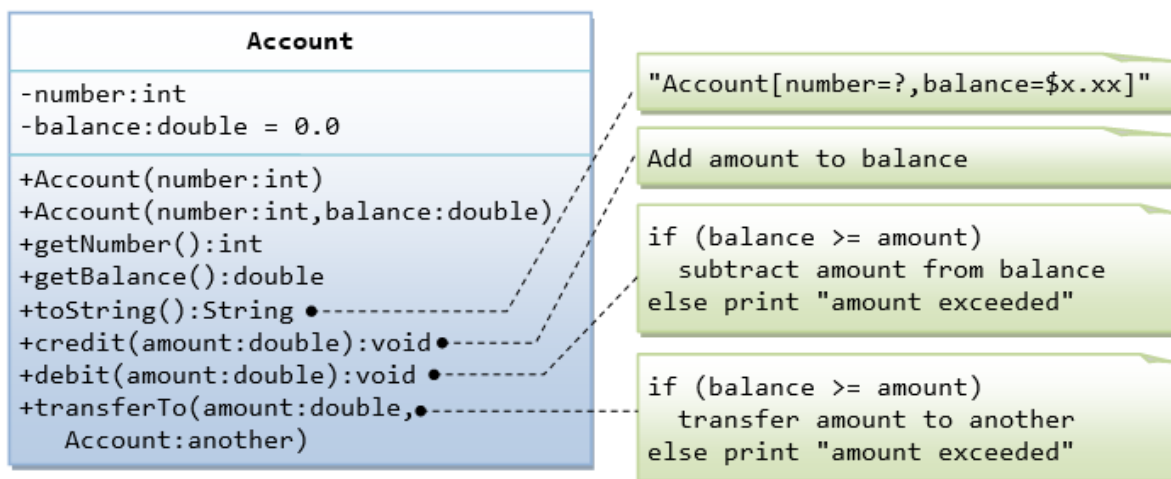 Account
-number:int
-balance:double = 0.0
+Account(number:int)
+Account(number:int,balance:double)
+getNumber():int
+getBalance():double
+toString():String
+credit(amount:double):void
+debit(amount:double):void
+transferTo(amount:double,
Account:another)
"Account[number=?,balance=$x.xx]"
Add amount to balance
if (balance >= amount)
subtract amount from balance
else print "amount exceeded"
if (balance >= amount)
transfer amount to another
else print "amount exceeded"